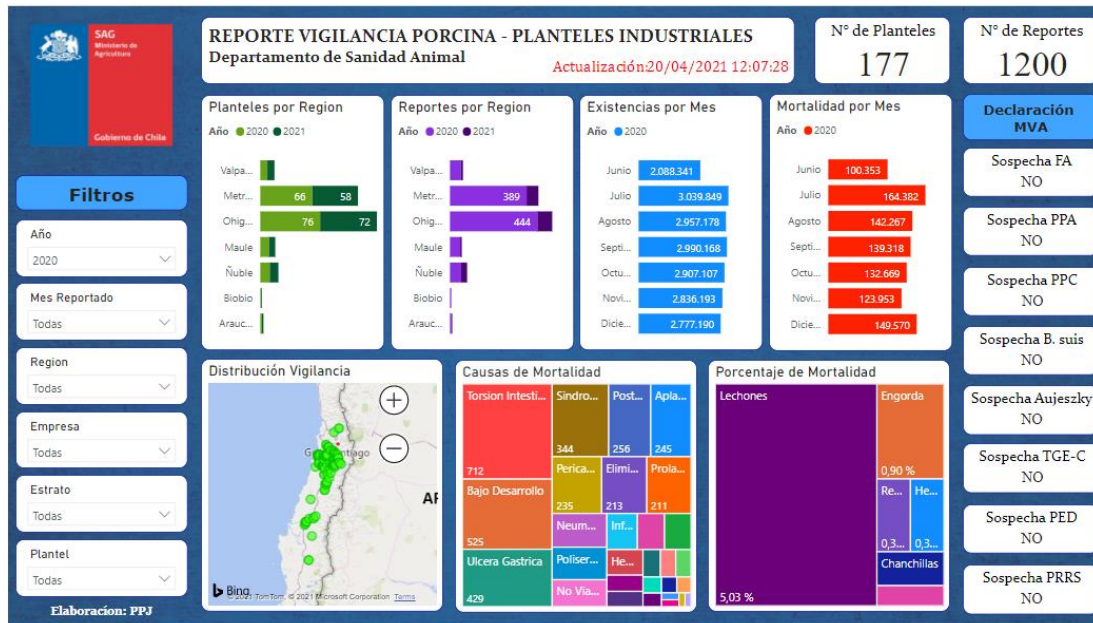 SAG
Ministerio de
Agricultura
Gobierno de Chile
REPORTE VIGILANCIA PORCINA - PLANTELES INDUSTRIALES
Departamento de Sanidad Animal
Actualización:20/04/2021 12:07:28
N° de Planteles
177
N° de Reportes
1200
Filtros
Año
2020
Mes Reportado
Todas
Region
Todas
Empresa
Todas
Estrato
Todas
Plantel
Todas
Elaboracion: PPJ
Planteles por Region
Año 2020 2021
Valpa...
Metr... 66 58
Ohig... 76 72
Maule
Ñuble
Biobio
Arauc...
Reportes por Region
Año 2020 2021
Valpa...
Metr... 389
Ohig... 444
Maule
Ñuble
Biobio
Arauc...
Existencias por Mes
Año 2020
Junio 2.088.341
Julio 3.039.849
Agosto 2.957.178
Septi... 2.990.168
Octu... 2.907.107
Novi... 2.836.193
Dicie... 2.777.190
Mortalidad por Mes
Año 2020
Junio 100.353
Julio 164.382
Agosto 142.267
Septi... 139.318
Octu... 132.669
Novi... 123.953
Dicie... 149.570
Declaración
MVA
Sospecha FA
NO
Sospecha PPA
NO
Sospecha PPC
NO
Sospecha B. suis
NO
Sospecha Aujeszky
NO
Sospecha TGE-C
NO
Sospecha PED
NO
Sospecha PRRS
NO
Distribución Vigilancia
Bing
© 2021 TomTom, © 2021 Microsoft Corporation Terms
Causas de Mortalidad
Torsion Intesti...
712
Bajo Desarrollo
525
Ulcera Gastrica
429
Sindro...
344
Post...
256
Apla...
245
Perica...
235
Elimi...
213
Prola...
211
Neum...
Inf...
Poliser...
He...
No Via...
Porcentaje de Mortalidad
Lechones
5,03 %
Engorda
0,90 %
Re...
0,3...
He...
0,3...
Chanchillas